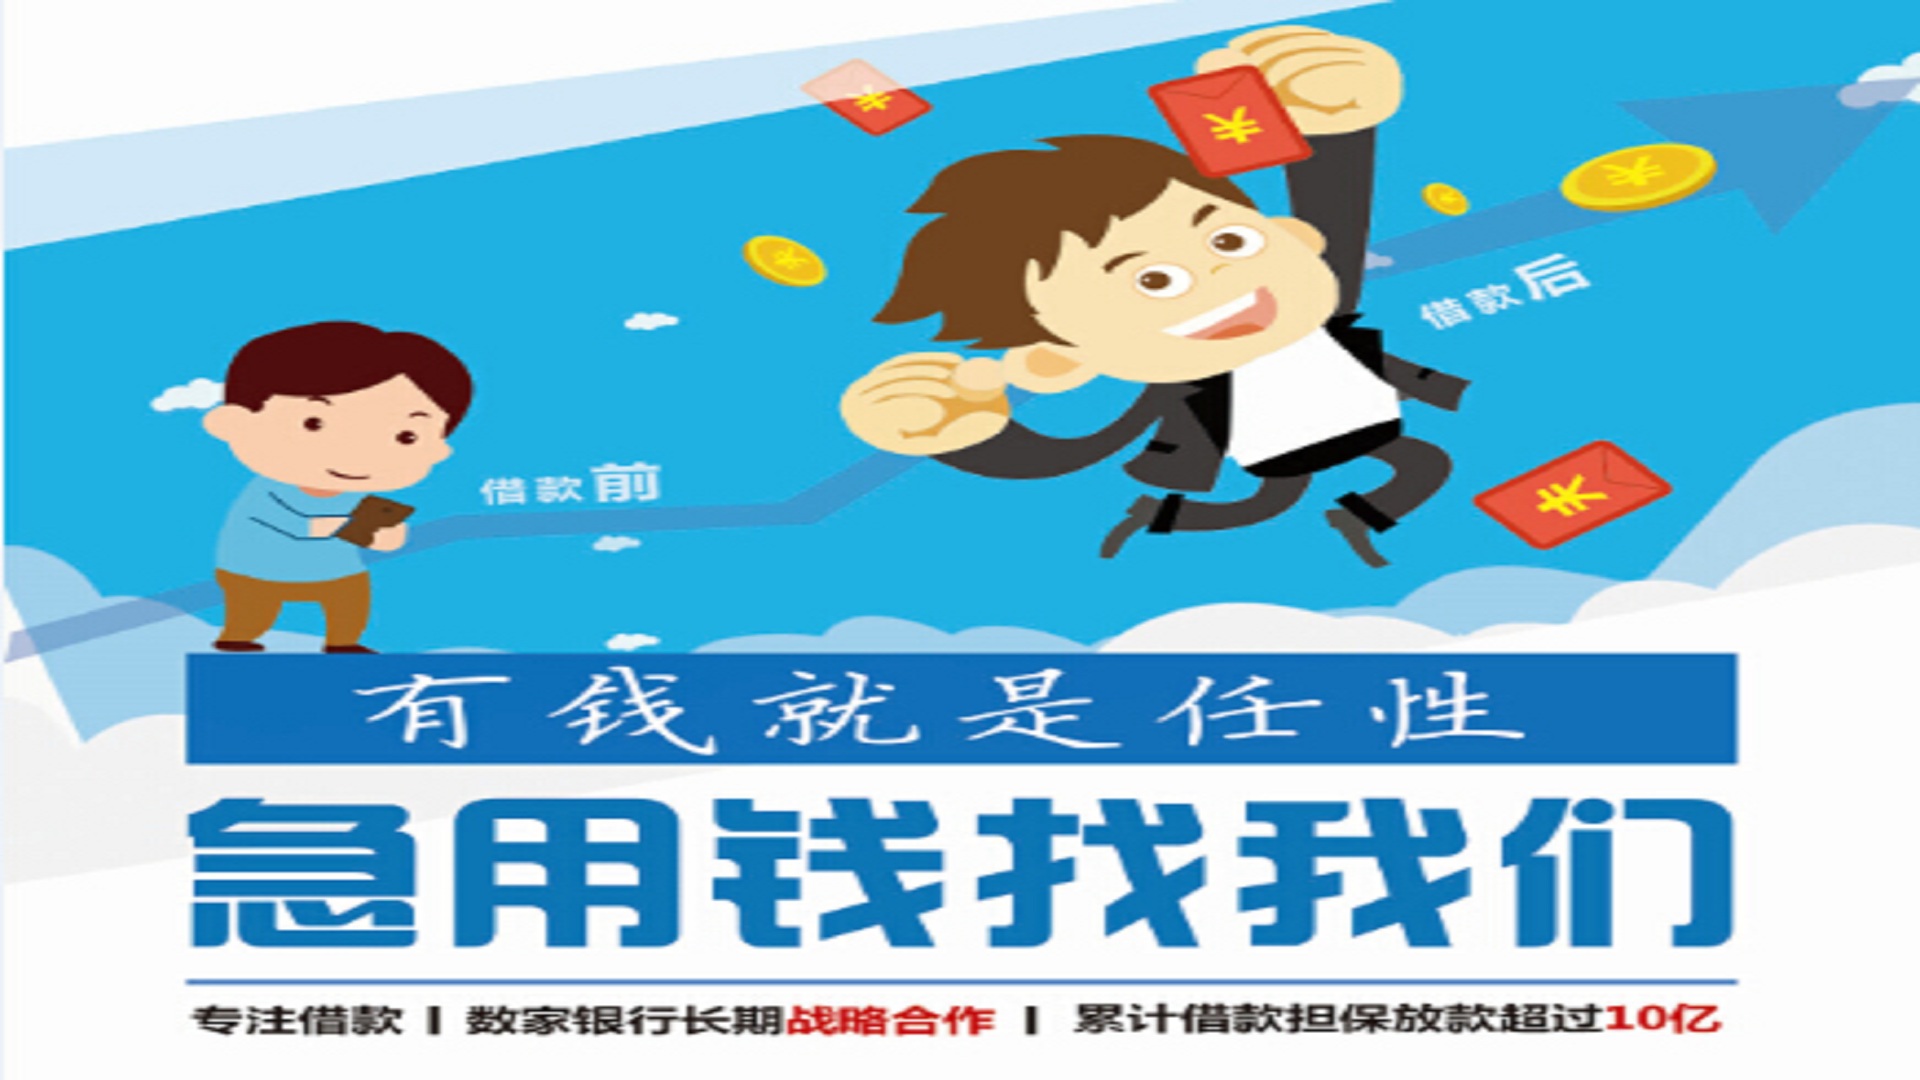 借款后
借款前
有钱就是任性
急用钱找我们
专注借款 | 数家银行长期战略合作 | 累计借款担保放款超过10亿